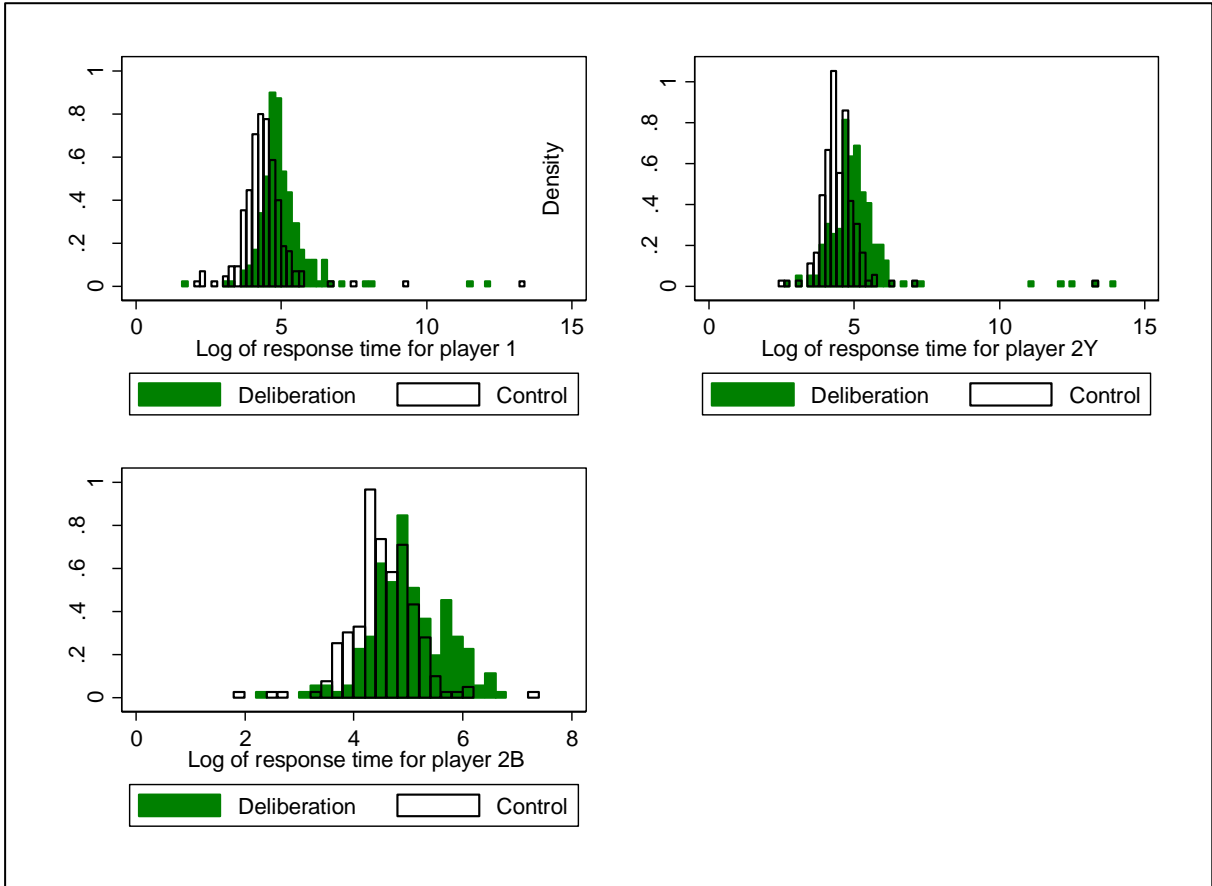 1
.8
.6
.4
.2
0
0 5 10 15
Log of response time for player 1
Deliberation Control
Density
1
.8
.6
.4
.2
0
0 5 10 15
Log of response time for player 2Y
Deliberation Control
1
.8
.6
.4
.2
0
0 2 4 6 8
Log of response time for player 2B
Deliberation Control